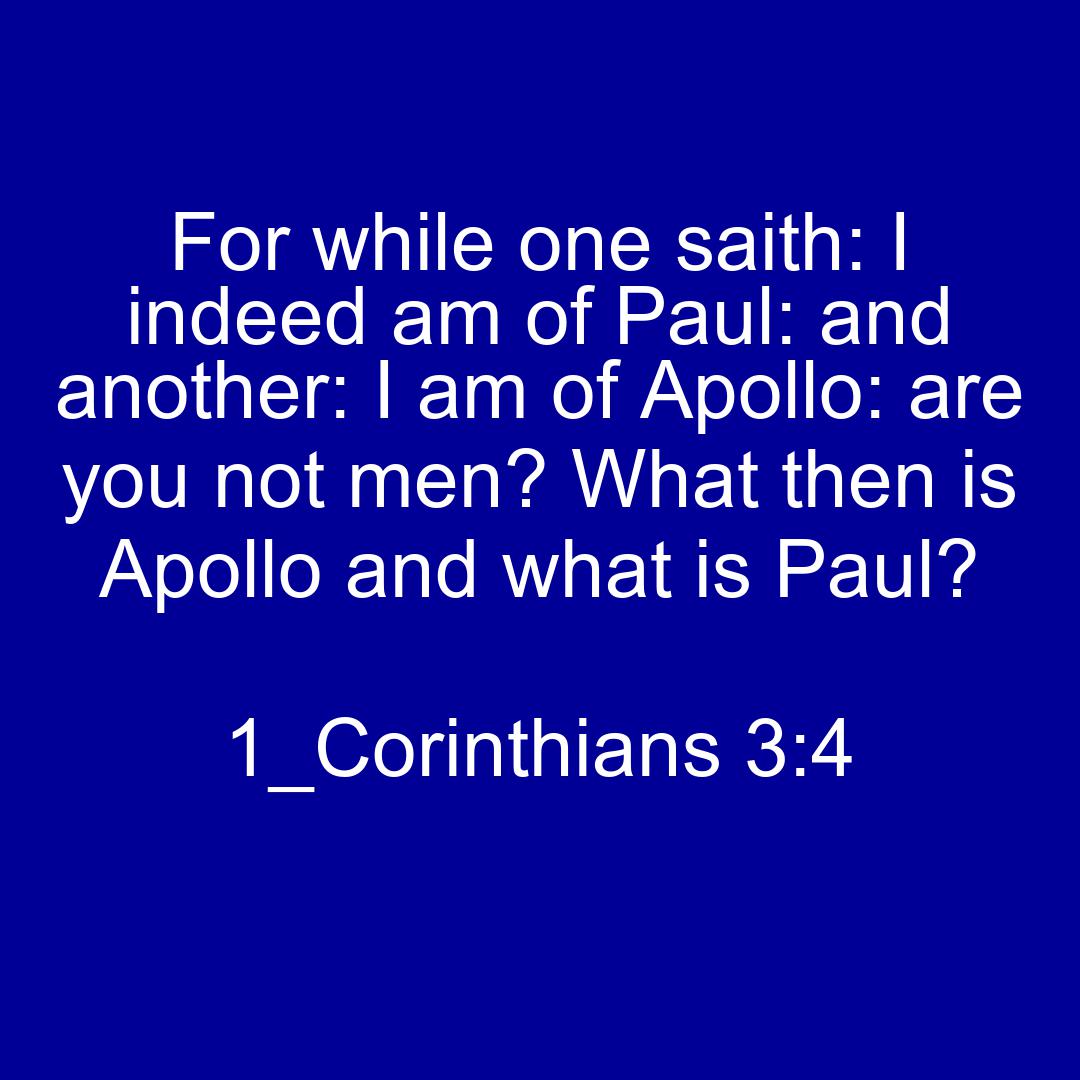 For while one saith: I
indeed am of Paul: and
another: I am of Apollo: are
you not men? What then is
Apollo and what is Paul?
1_Corinthians 3:4